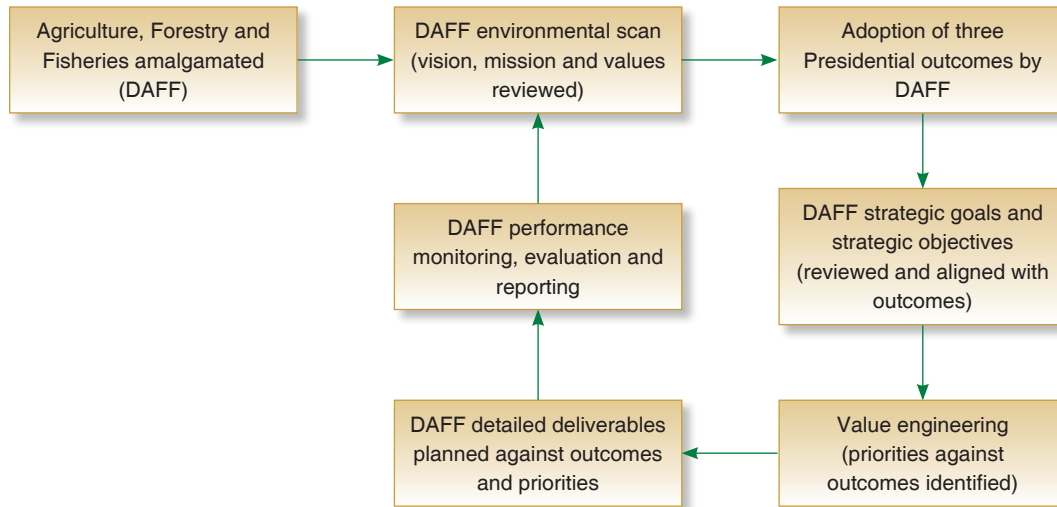 Agriculture, Forestry and
Fisheries amalgamated
(DAFF)
DAFF environmental scan
(vision, mission and values
reviewed)
Adoption of three
Presidential outcomes by
DAFF
DAFF performance
monitoring, evaluation and
reporting
DAFF strategic goals and
strategic objectives
(reviewed and aligned with
outcomes)
DAFF detailed deliverables
planned against outcomes
and priorities
Value engineering
(priorities against
outcomes identified)